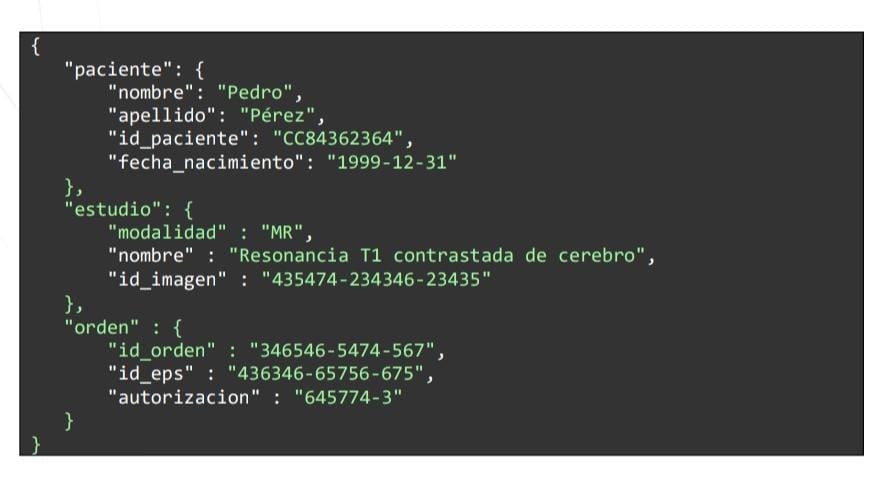 {
"paciente": {
"nombre": "Pedro",
"apellido": "Pérez",
"id_paciente": "CC84362364",
"fecha_nacimiento": "1999-12-31"
},
"estudio": {
"modalidad" : "MR",
"nombre" : "Resonancia T1 contrastada de cerebro",
"id_imagen" : "435474-234346-23435"
},
"orden" : {
"id_orden" : "346546-5474-567",
"id_eps" : "436346-65756-675",
"autorizacion" : "645774-3"
}
}